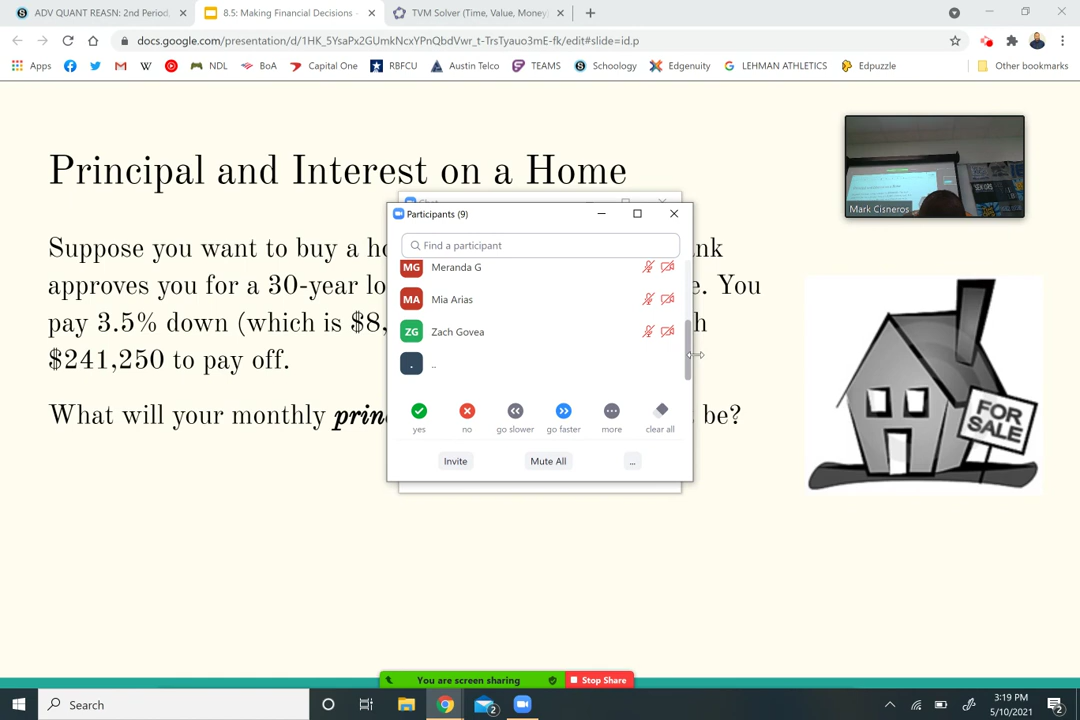 ADV QUANT REASN: 2nd Period,
8.5: Making Financial Decisions -
TVM Solver (Time, Value, Money)
docs.google.com/presentation/d/1HK_5YsaPx2GUmkNcxYPnQbdVwr_t-TrsTyauo3mE-fk/edit#slide=id.p
Apps
NDL
BoA
Capital One
RBFCU
Austin Telco
TEAMS
Schoology
Edgenuity
LEHMAN ATHLETICS
Edpuzzle
Other bookmarks
Principal and Interest on a Home
Mark Cisneros
Participants (9)
Find a participant
MG Meranda G
MA Mia Arias
ZG Zach Govea
. ..
yes no go slower go faster more clear all
Invite Mute All ...
Suppose you want to buy a
approves you for a 30-year
You
pay 3.5% down (which is $8,
$241,250 to pay off.
What will your monthly
be?
FOR
SALE
You are screen sharing Stop Share
Search
2
3:19 PM
5/10/2021
2